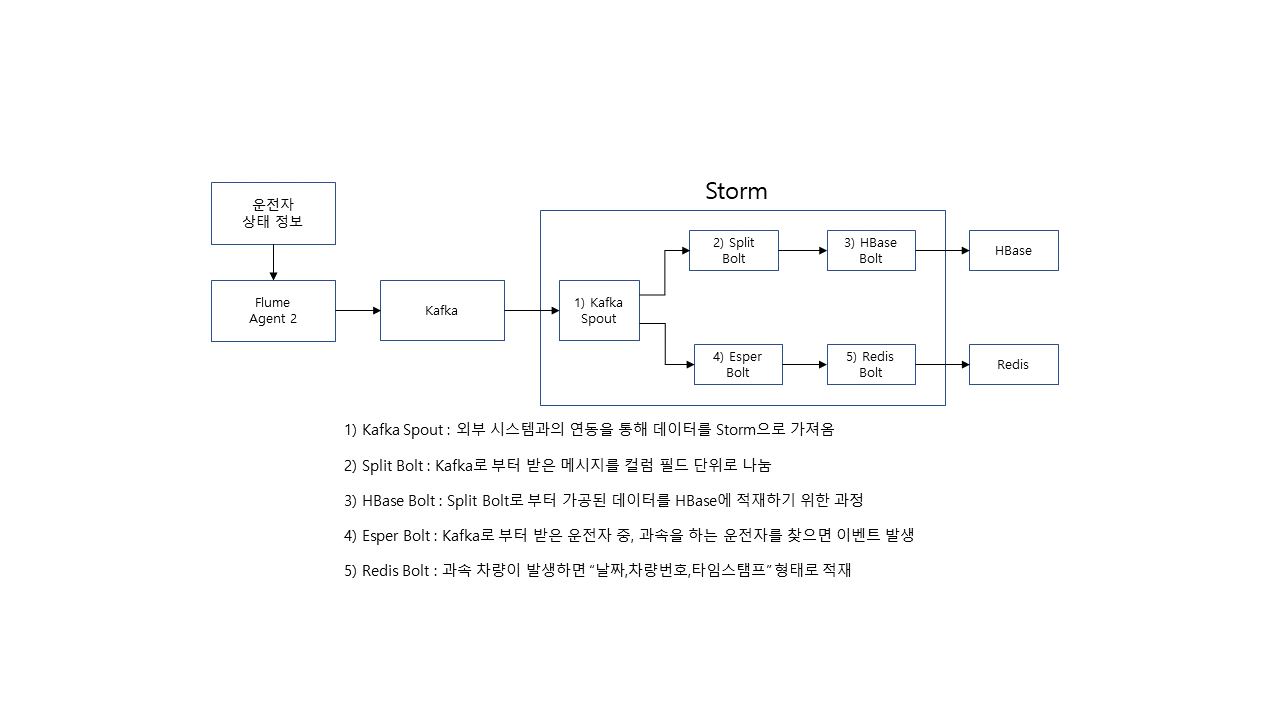 Storm
운전자
상태 정보
Flume
Agent 2
Kafka
1) Kafka
Spout
2) Split
Bolt
3) HBase
Bolt
HBase
4) Esper
Bolt
5) Redis
Bolt
Redis
1) Kafka Spout : 외부 시스템과의 연동을 통해 데이터를 Storm으로 가져옴
2) Split Bolt : Kafka로 부터 받은 메시지를 컬럼 필드 단위로 나눔
3) HBase Bolt : Split Bolt로 부터 가공된 데이터를 HBase에 적재하기 위한 과정
4) Esper Bolt : Kafka로 부터 받은 운전자 중, 과속을 하는 운전자를 찾으면 이벤트 발생
5) Redis Bolt : 과속 차량이 발생하면 “날짜,차량번호,타임스탬프” 형태로 적재